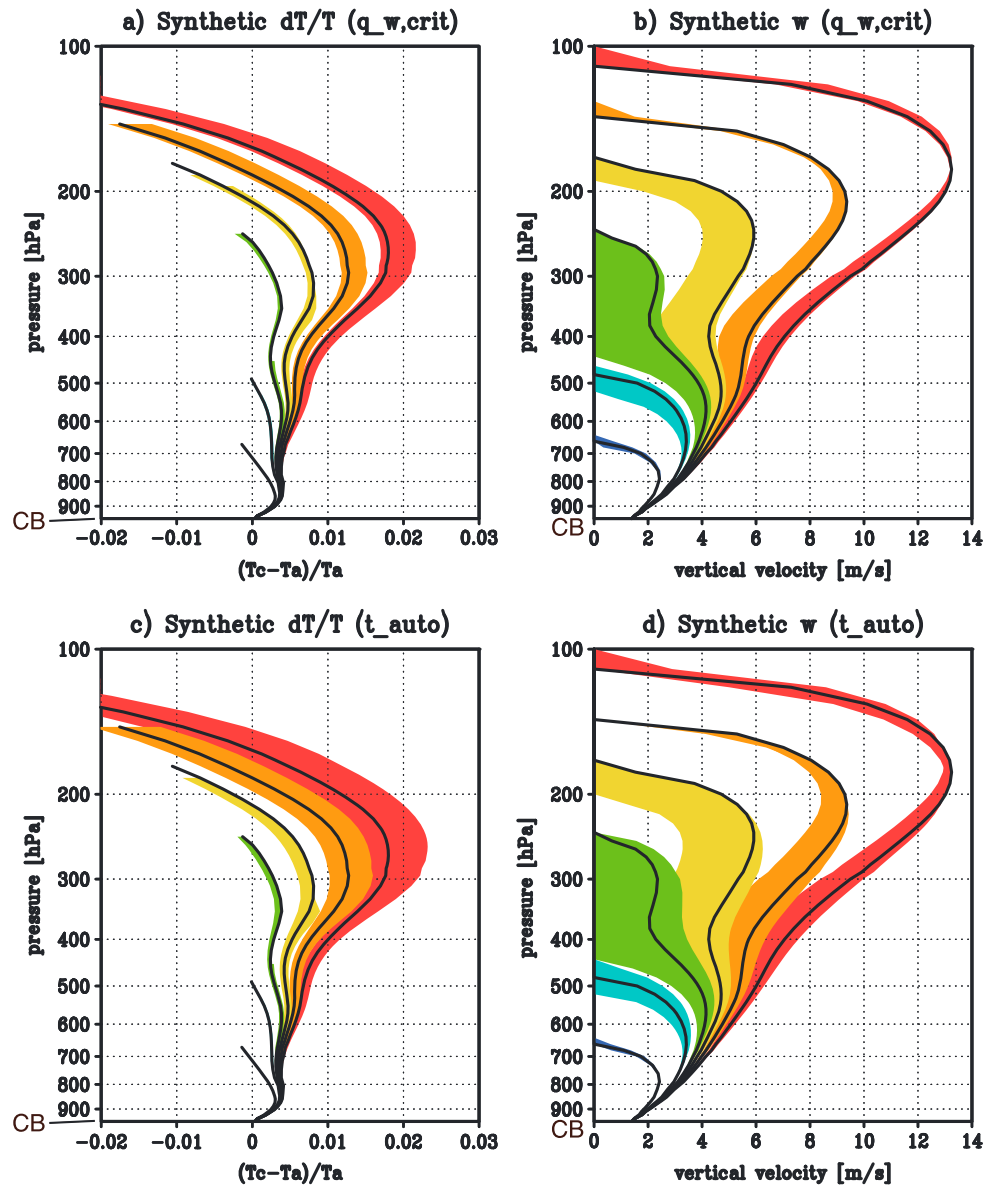 a) Synthetic dT/T (q_w,crit)
b) Synthetic w (q_w,crit)
100
200
300
400
500
600
700
800
900
CB
pressure [hPa]
-0.02 -0.01 0 0.01 0.02 0.03
(Tc-Ta)/Ta
100
200
300
400
500
600
700
800
900
CB
pressure [hPa]
0 2 4 6 8 10 12 14
vertical velocity [m/s]
c) Synthetic dT/T (t_auto)
d) Synthetic w (t_auto)
100
200
300
400
500
600
700
800
900
CB
pressure [hPa]
-0.02 -0.01 0 0.01 0.02 0.03
(Tc-Ta)/Ta
100
200
300
400
500
600
700
800
900
CB
pressure [hPa]
0 2 4 6 8 10 12 14
vertical velocity [m/s]